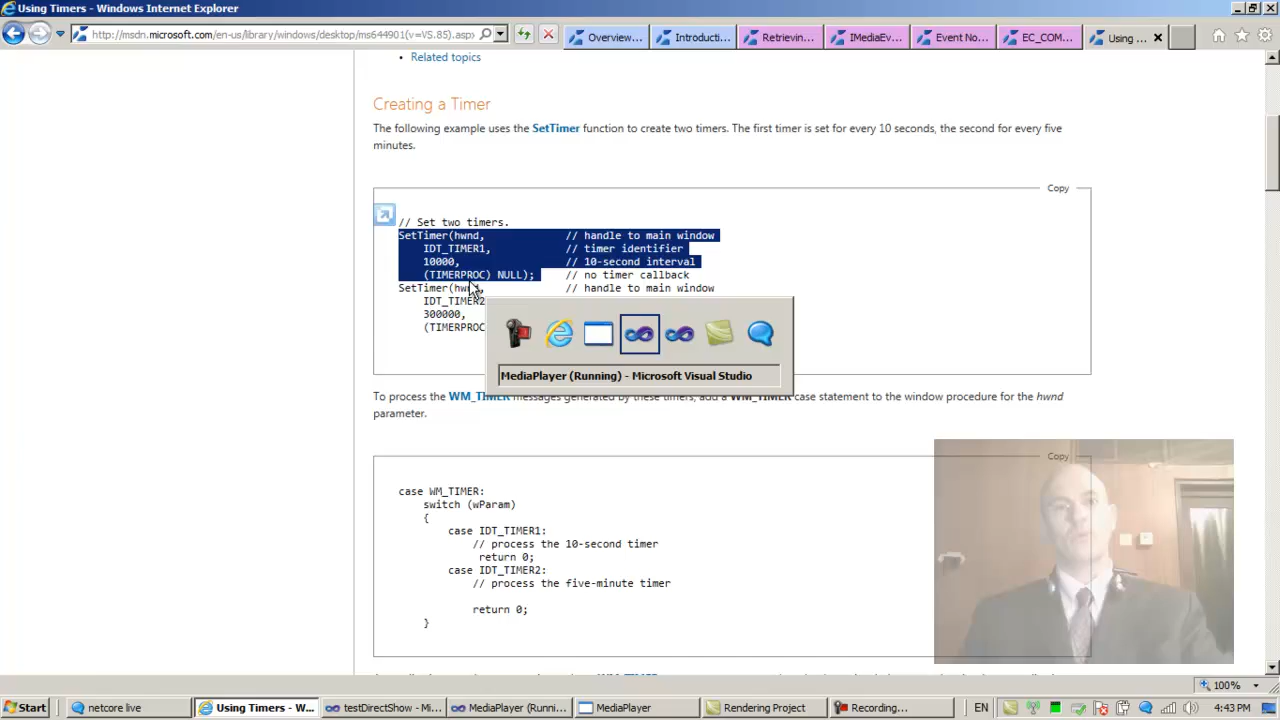 Using Timers - Windows Internet Explorer
http://msdn.microsoft.com/en-us/library/windows/desktop/ms644901(v=VS.85).aspx
Overview...
Introducti...
Retrievin...
IMediaEv...
Event No...
EC_COM...
Using ...
• Related topics
Creating a Timer
The following example uses the SetTimer function to create two timers. The first timer is set for every 10 seconds, the second for every five
minutes.
Copy
// Set two timers.
SetTimer(hwnd, // handle to main window
IDT_TIMER1, // timer identifier
10000, // 10-second interval
(TIMERPROC) NULL); // no timer callback
SetTimer(hwnd, // handle to main window
IDT_TIMER2
300000,
(TIMERPROC
MediaPlayer (Running) - Microsoft Visual Studio
To process the WM_TIMER messages generated by these timers, add a WM_TIMER case statement to the window procedure for the hwnd
parameter.
Copy
case WM_TIMER:
switch (wParam)
{
case IDT_TIMER1:
// process the 10-second timer
return 0;
case IDT_TIMER2:
// process the five-minute timer
return 0;
}
100%
Start
netcore live
Using Timers - W...
testDirectShow - Mi...
MediaPlayer (Runni...
MediaPlayer
Rendering Project
Recording...
EN
4:43 PM